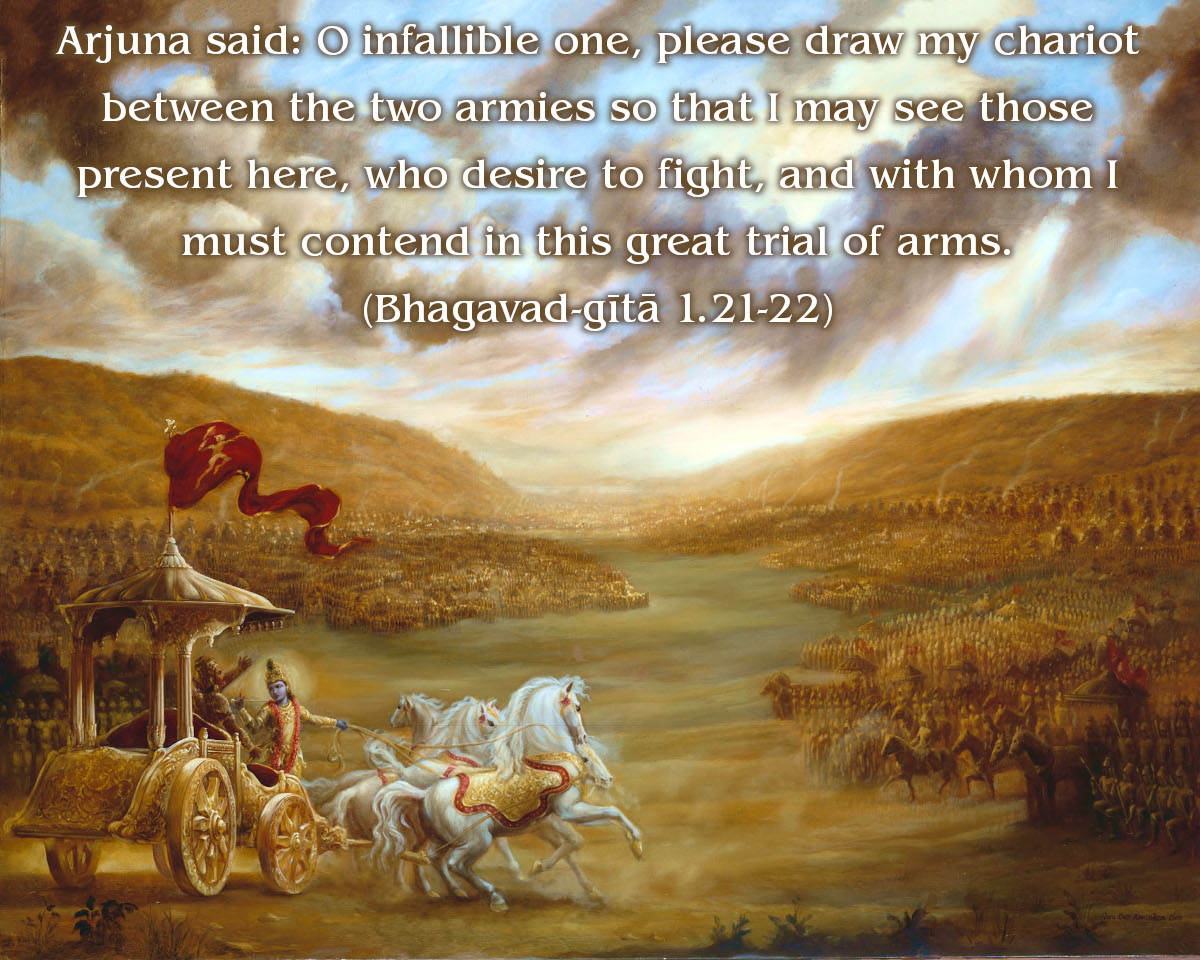 Arjuna said: O infallible one, please draw my chariot
between the two armies so that I may see those
present here, who desire to fight, and with whom I
must contend in this great trial of arms.
(Bhagavad-gītā 1.21-22)